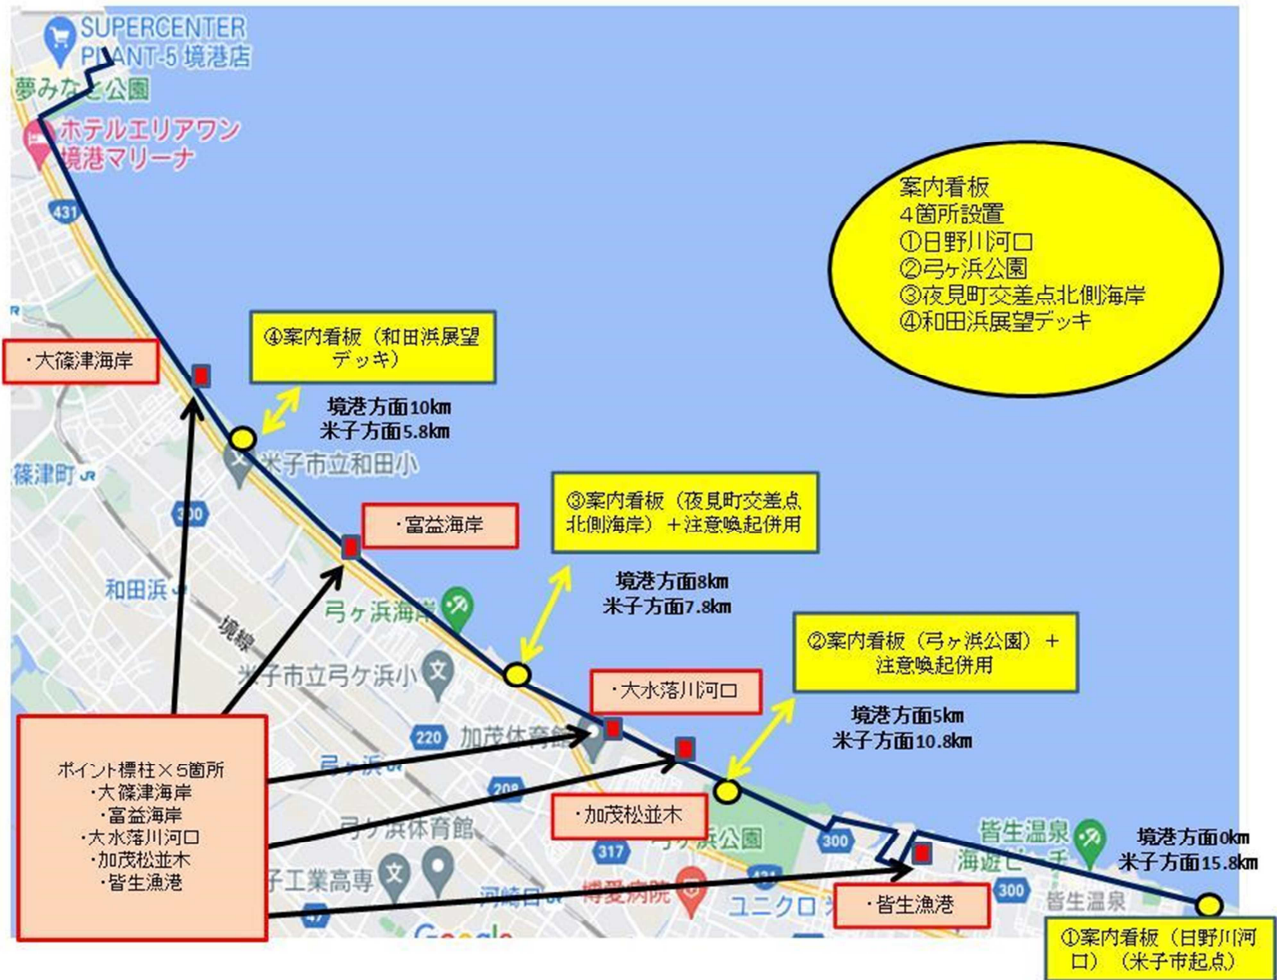 SUPERCENTER
PLANT-5 境港店
夢みなと公園
ホテルエリアワン
境港マリーナ
431
案内看板
4箇所設置
①日野川河口
②弓ヶ浜公園
③夜見町交差点北側海岸
④和田浜展望デッキ
④案内看板（和田浜展望
デッキ）
境港方面10km
米子方面5.8km
・大篠津海岸
米子市立和田小
篠津町
JR
300
・富益海岸
③案内看板（夜見町交差点
北側海岸）＋注意喚起併用
境港方面8km
米子方面7.8km
和田浜
境線
弓ヶ浜海岸
米子市立弓ヶ浜小
②案内看板（弓ヶ浜公園）＋
注意喚起併用
境港方面5km
米子方面10.8km
・大水落川河口
220
加茂体育館
弓ヶ浜
208
・加茂松並木
弓ヶ浜公園
ポイント標柱×5箇所
・大篠津海岸
・富益海岸
・大水落川河口
・加茂松並木
・皆生漁港
弓ヶ浜体育館
317
300
皆生温泉
海遊ビーチ
境港方面0km
米子方面15.8km
子工業高専
河崎口
博愛病院
431
ユニクロ
300
皆生温泉
・皆生漁港
47
Google
①案内看板（日野川河
口）（米子市起点）